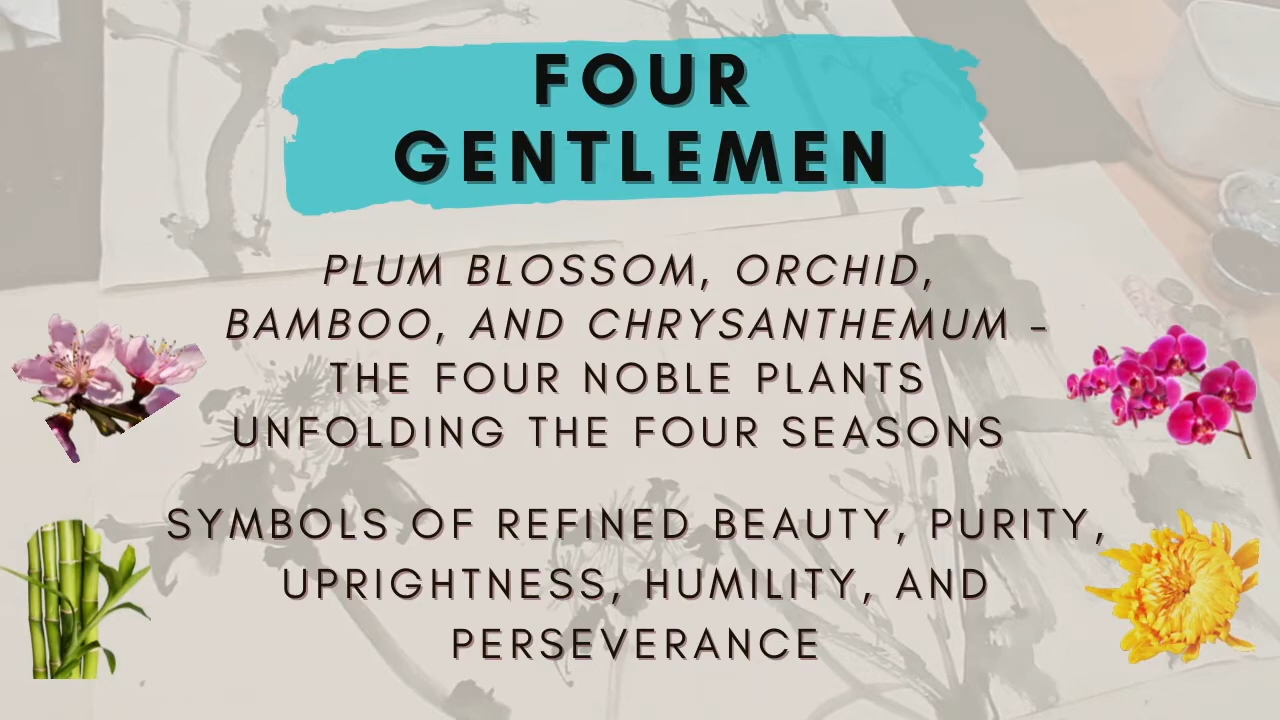 FOUR
GENTLEMEN
PLUM BLOSSOM, ORCHID,
BAMBOO, AND CHRYSANTHEMUM -
THE FOUR NOBLE PLANTS
UNFOLDING THE FOUR SEASONS
SYMBOLS OF REFINED BEAUTY, PURITY,
UPRIGHTNESS, HUMILITY, AND
PERSEVERANCE